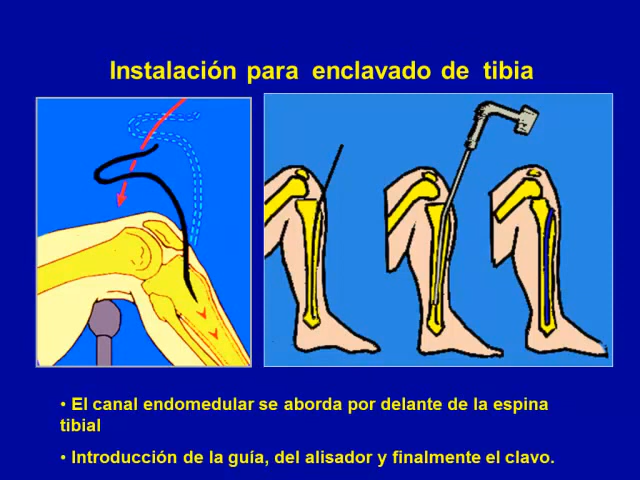 Instalación para enclavado de tibia
• El canal endomedular se aborda por delante de la espina
tibial
• Introducción de la guía, del alisador y finalmente el clavo.